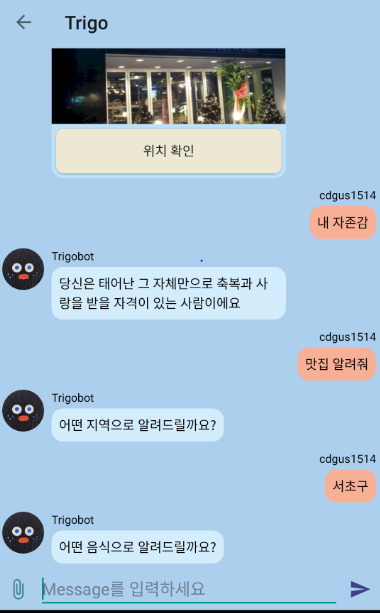 Trigo
위치 확인
cdgus1514
내 자존감
Trigobot
당신은 태어난 그 자체만으로 축복과 사
랑을 받을 자격이 있는 사람이에요
cdgus1514
맛집 알려줘
Trigobot
어떤 지역으로 알려드릴까요?
cdgus1514
서초구
Trigobot
어떤 음식으로 알려드릴까요?
Message를 입력하세요